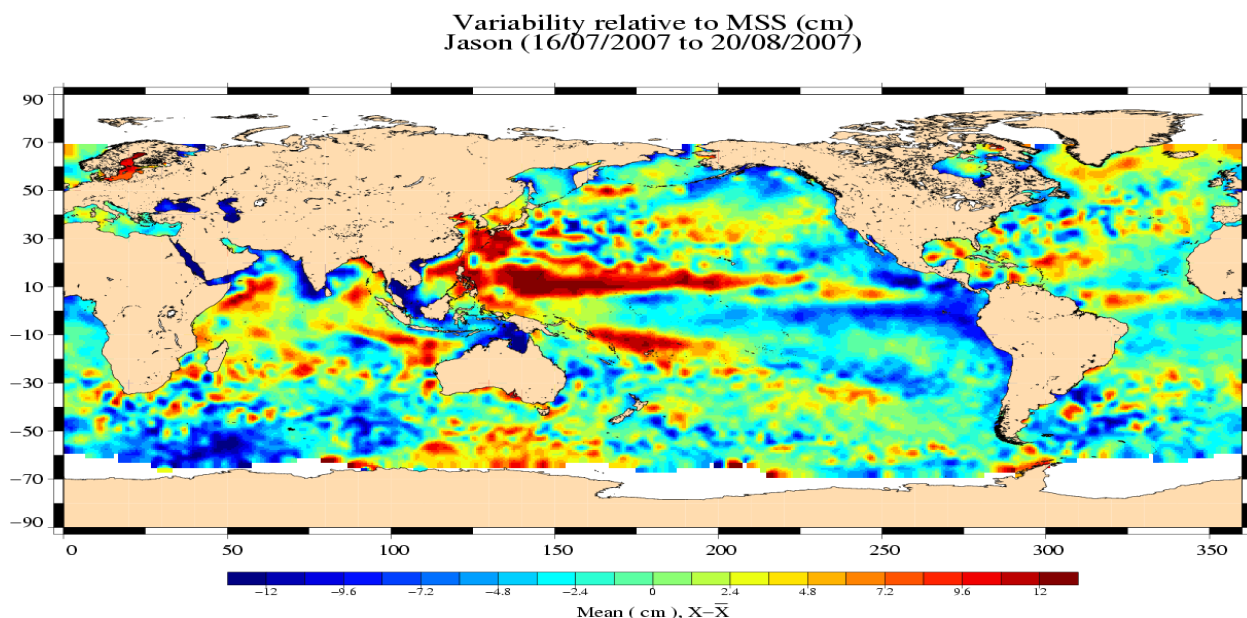 Variability relative to MSS (cm)
Jason (16/07/2007 to 20/08/2007)
90
70
50
30
10
−10
−30
−50
−70
−90
0 50 100 150 200 250 300 350
−12 −9.6 −7.2 −4.8 −2.4 0 2.4 4.8 7.2 9.6 12
Mean ( cm ), X−X̅